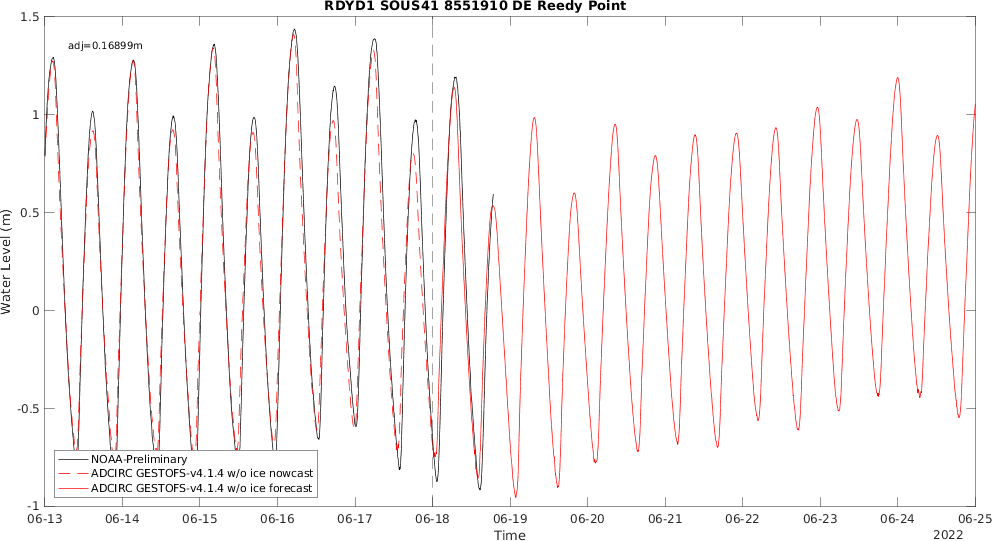 RDYD1 SOUS41 8551910 DE Reedy Point
adj=0.16899m
1.5
1
0.5
0
-0.5
-1
Water Level (m)
NOAA-Preliminary
ADCIRC GESTOFS-v4.1.4 w/o ice nowcast
ADCIRC GESTOFS-v4.1.4 w/o ice forecast
06-13 06-14 06-15 06-16 06-17 06-18 06-19 06-20 06-21 06-22 06-23 06-24 06-25
Time
2022